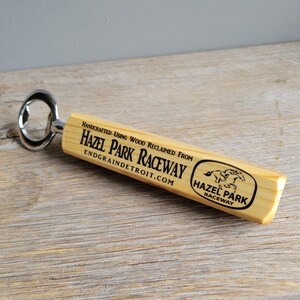 Handcrafted Using Wood Reclaimed From
Hazel Park Raceway
endgraindetroit.com
HAZEL PARK
RACEWAY